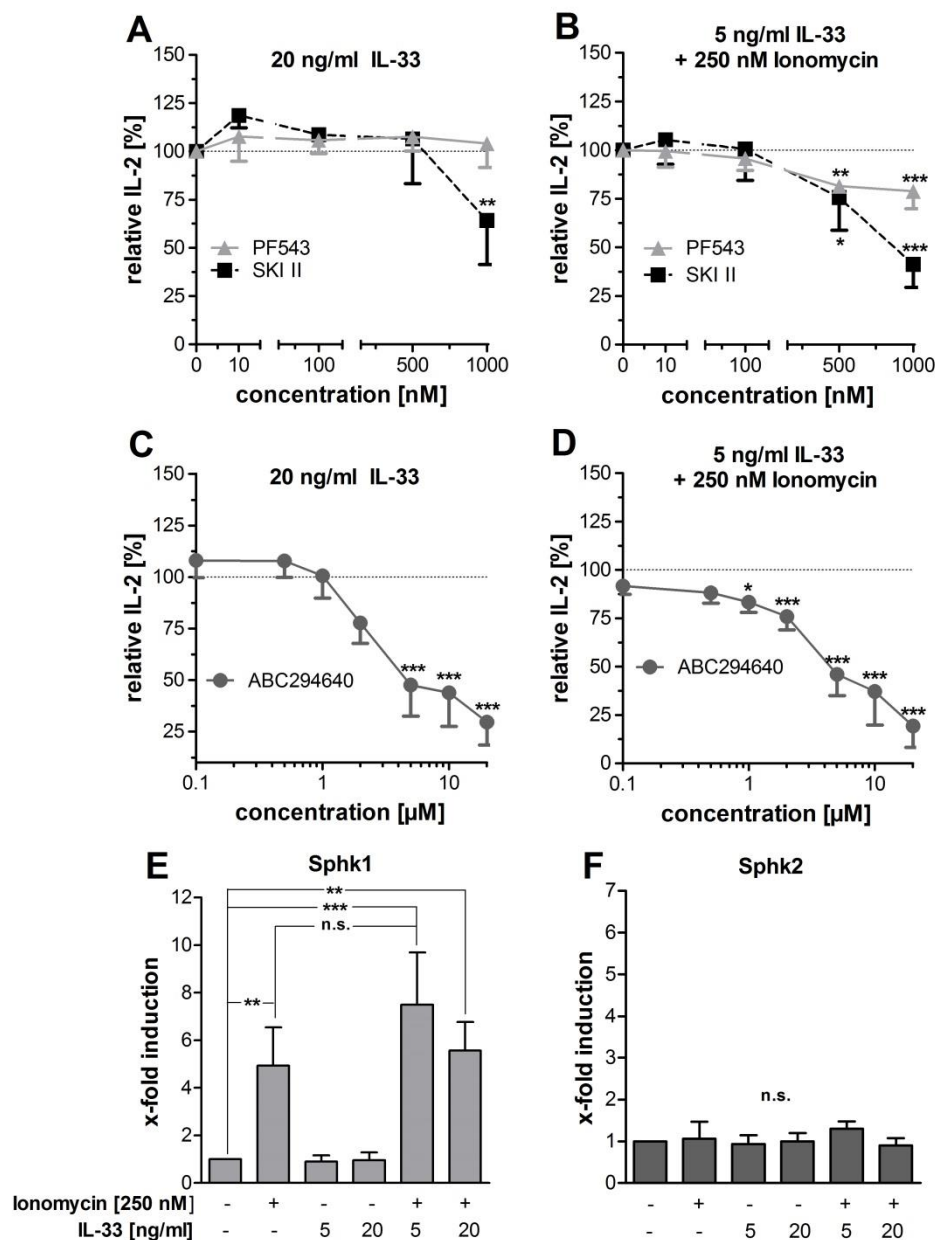 A
20 ng/ml IL-33
relative IL-2 [%]
150
125
100
75
50
25
0
PF543
SKI II
**
0 10 100 500 1000
concentration [nM]
B
5 ng/ml IL-33
+ 250 nM Ionomycin
relative IL-2 [%]
150
125
100
75
50
25
0
PF543
SKI II
** ***
* ***
0 10 100 500 1000
concentration [nM]
C
20 ng/ml IL-33
relative IL-2 [%]
150
125
100
75
50
25
ABC294640
*** *** ***
0.1 1 10
concentration [µM]
D
5 ng/ml IL-33
+ 250 nM Ionomycin
relative IL-2 [%]
150
125
100
75
50
25
0
ABC294640
* *** *** *** ***
0.1 1 10
concentration [µM]
E
Sphk1
x-fold induction
12
10
8
6
4
2
0
**
***
n.s.
**
Ionomycin [250 nM] - + - - + +
IL-33 [ng/ml] - - 5 20 5 20
F
Sphk2
x-fold induction
7
6
5
4
3
2
1
0
n.s.
- + - - + +
- - 5 20 5 20